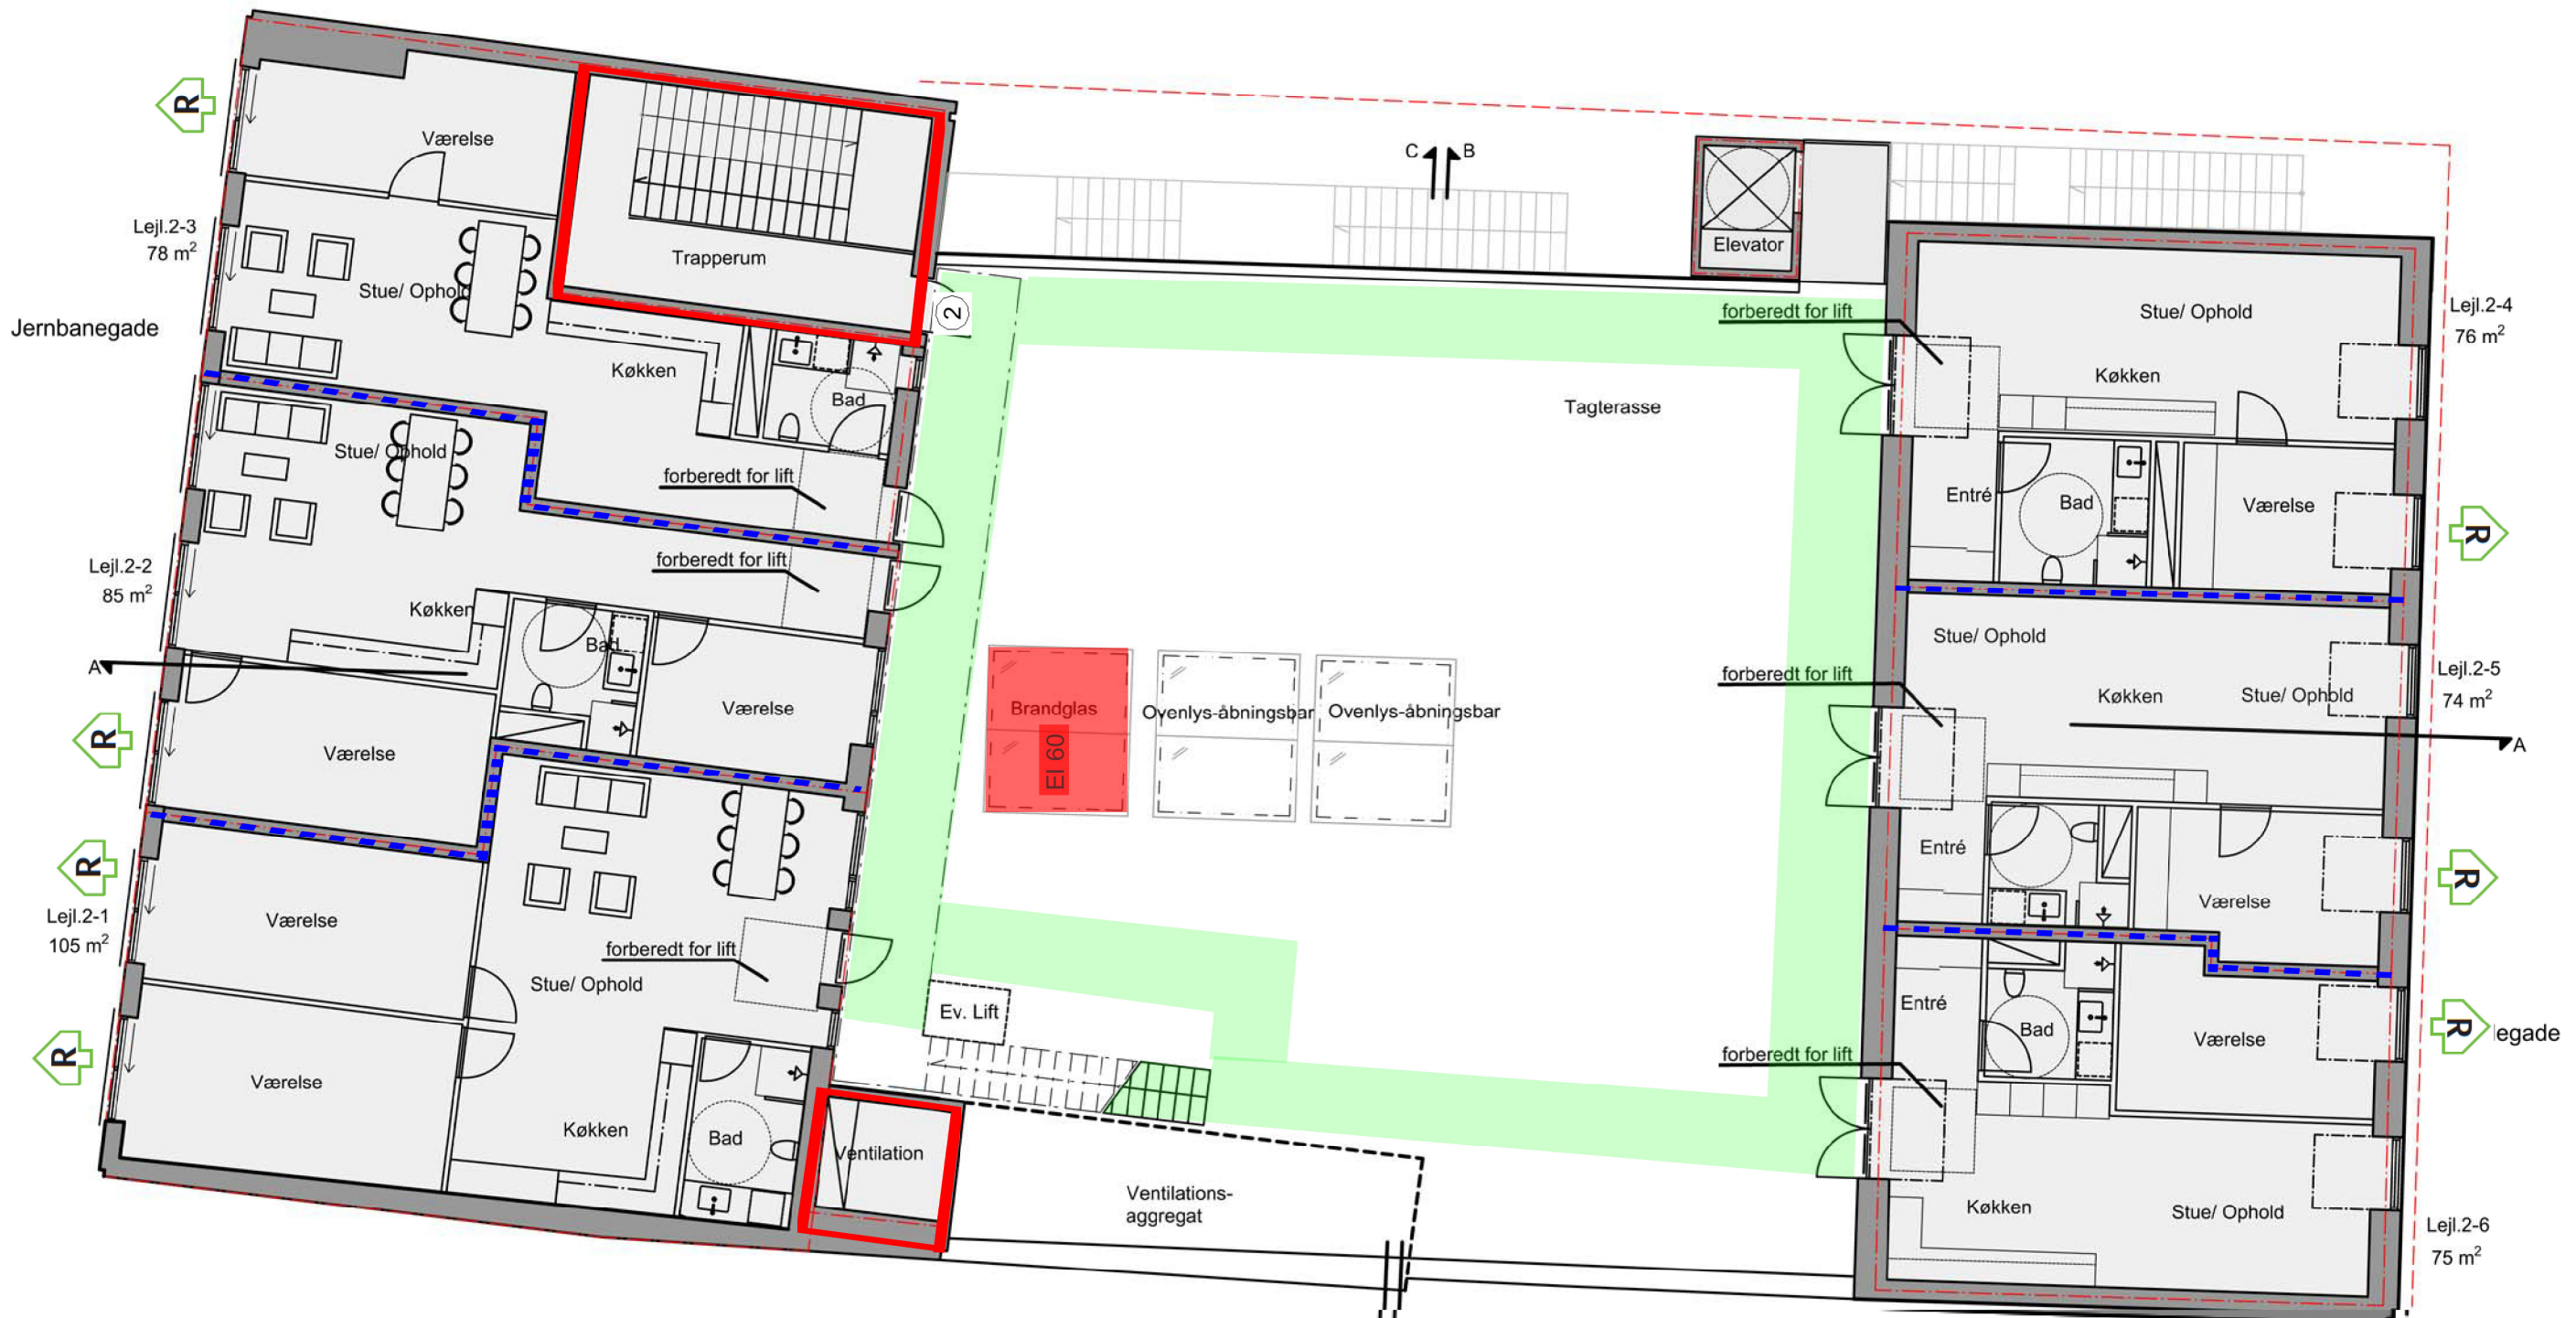 R
Værelse
Lejl.2-3
78 m²
Stue/ Ophold
Trapperum
Jernbanegade
Køkken
Bad
2
forberedt for lift
Stue/ Ophold
forberedt for lift
Lejl.2-2
85 m²
Køkken
Bad
A
Værelse
Værelse
R
R
Lejl.2-1
105 m²
Værelse
forberedt for lift
Stue/ Ophold
R
Værelse
Køkken
Bad
Ventilation
C
B
Elevator
Tagterasse
Brandglas
EI 60
Ovenlys-åbningsbar
Ovenlys-åbningsbar
Ev. Lift
Ventilations-
aggregat
forberedt for lift
Stue/ Ophold
Lejl.2-4
76 m²
Køkken
Entré
Bad
Værelse
R
Stue/ Ophold
forberedt for lift
Køkken
Stue/ Ophold
Lejl.2-5
74 m²
A
Entré
Værelse
R
Entré
Bad
Værelse
R
egade
forberedt for lift
Køkken
Stue/ Ophold
Lejl.2-6
75 m²